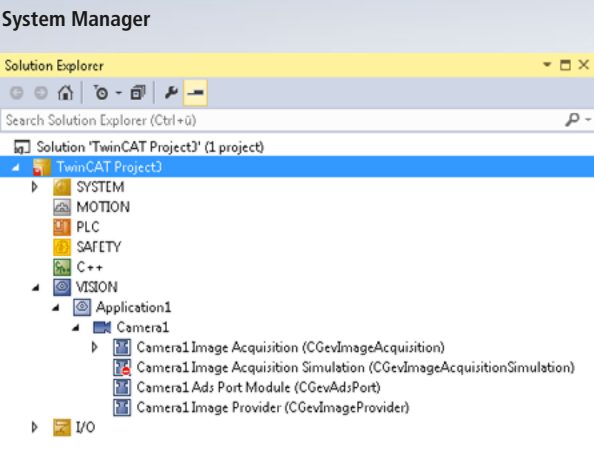 System Manager
Solution Explorer
Search Solution Explorer (Ctrl+ü)
Solution 'TwinCAT Project3' (1 project)
TwinCAT Project3
SYSTEM
MOTION
PLC
SAFETY
C++
VISION
Application1
Camera1
Camera1 Image Acquisition (CGevImageAcquisition)
Camera1 Image Acquisition Simulation (CGevImageAcquisitionSimulation)
Camera1 Ads Port Module (CGevAdsPort)
Camera1 Image Provider (CGevImageProvider)
I/O